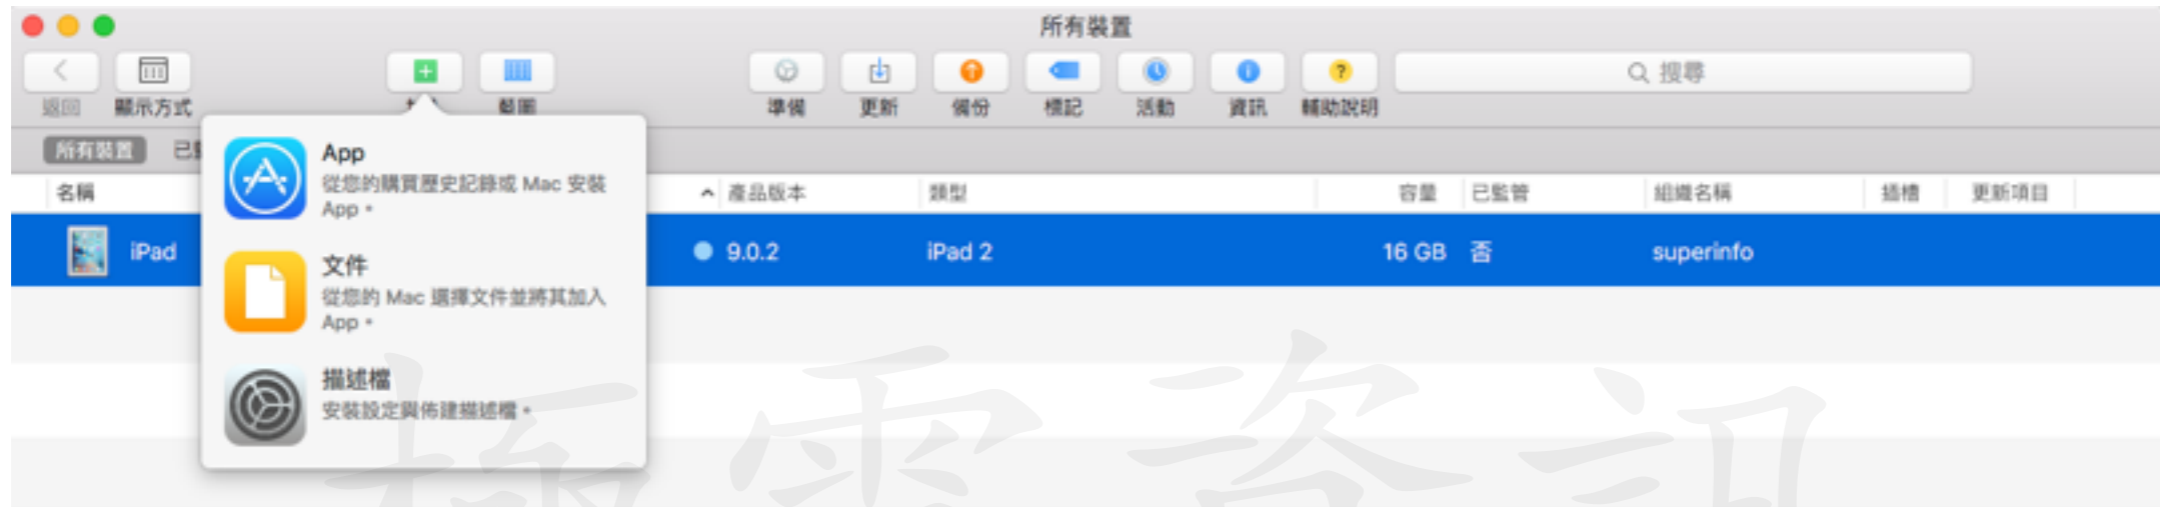 所有裝置
搜尋
返回 顯示方式 藍圖 準備 更新 備份 標記 活動 資訊 輔助說明
所有裝置 已
名稱 產品版本 類型 容量 已監管 組織名稱 插槽 更新項目
iPad 9.0.2 iPad 2 16 GB 否 superinfo
App
從您的購買歷史記錄或 Mac 安裝
App。
文件
從您的 Mac 選擇文件並將其加入
App。
描述檔
安裝設定與佈建描述檔。
極電資訊